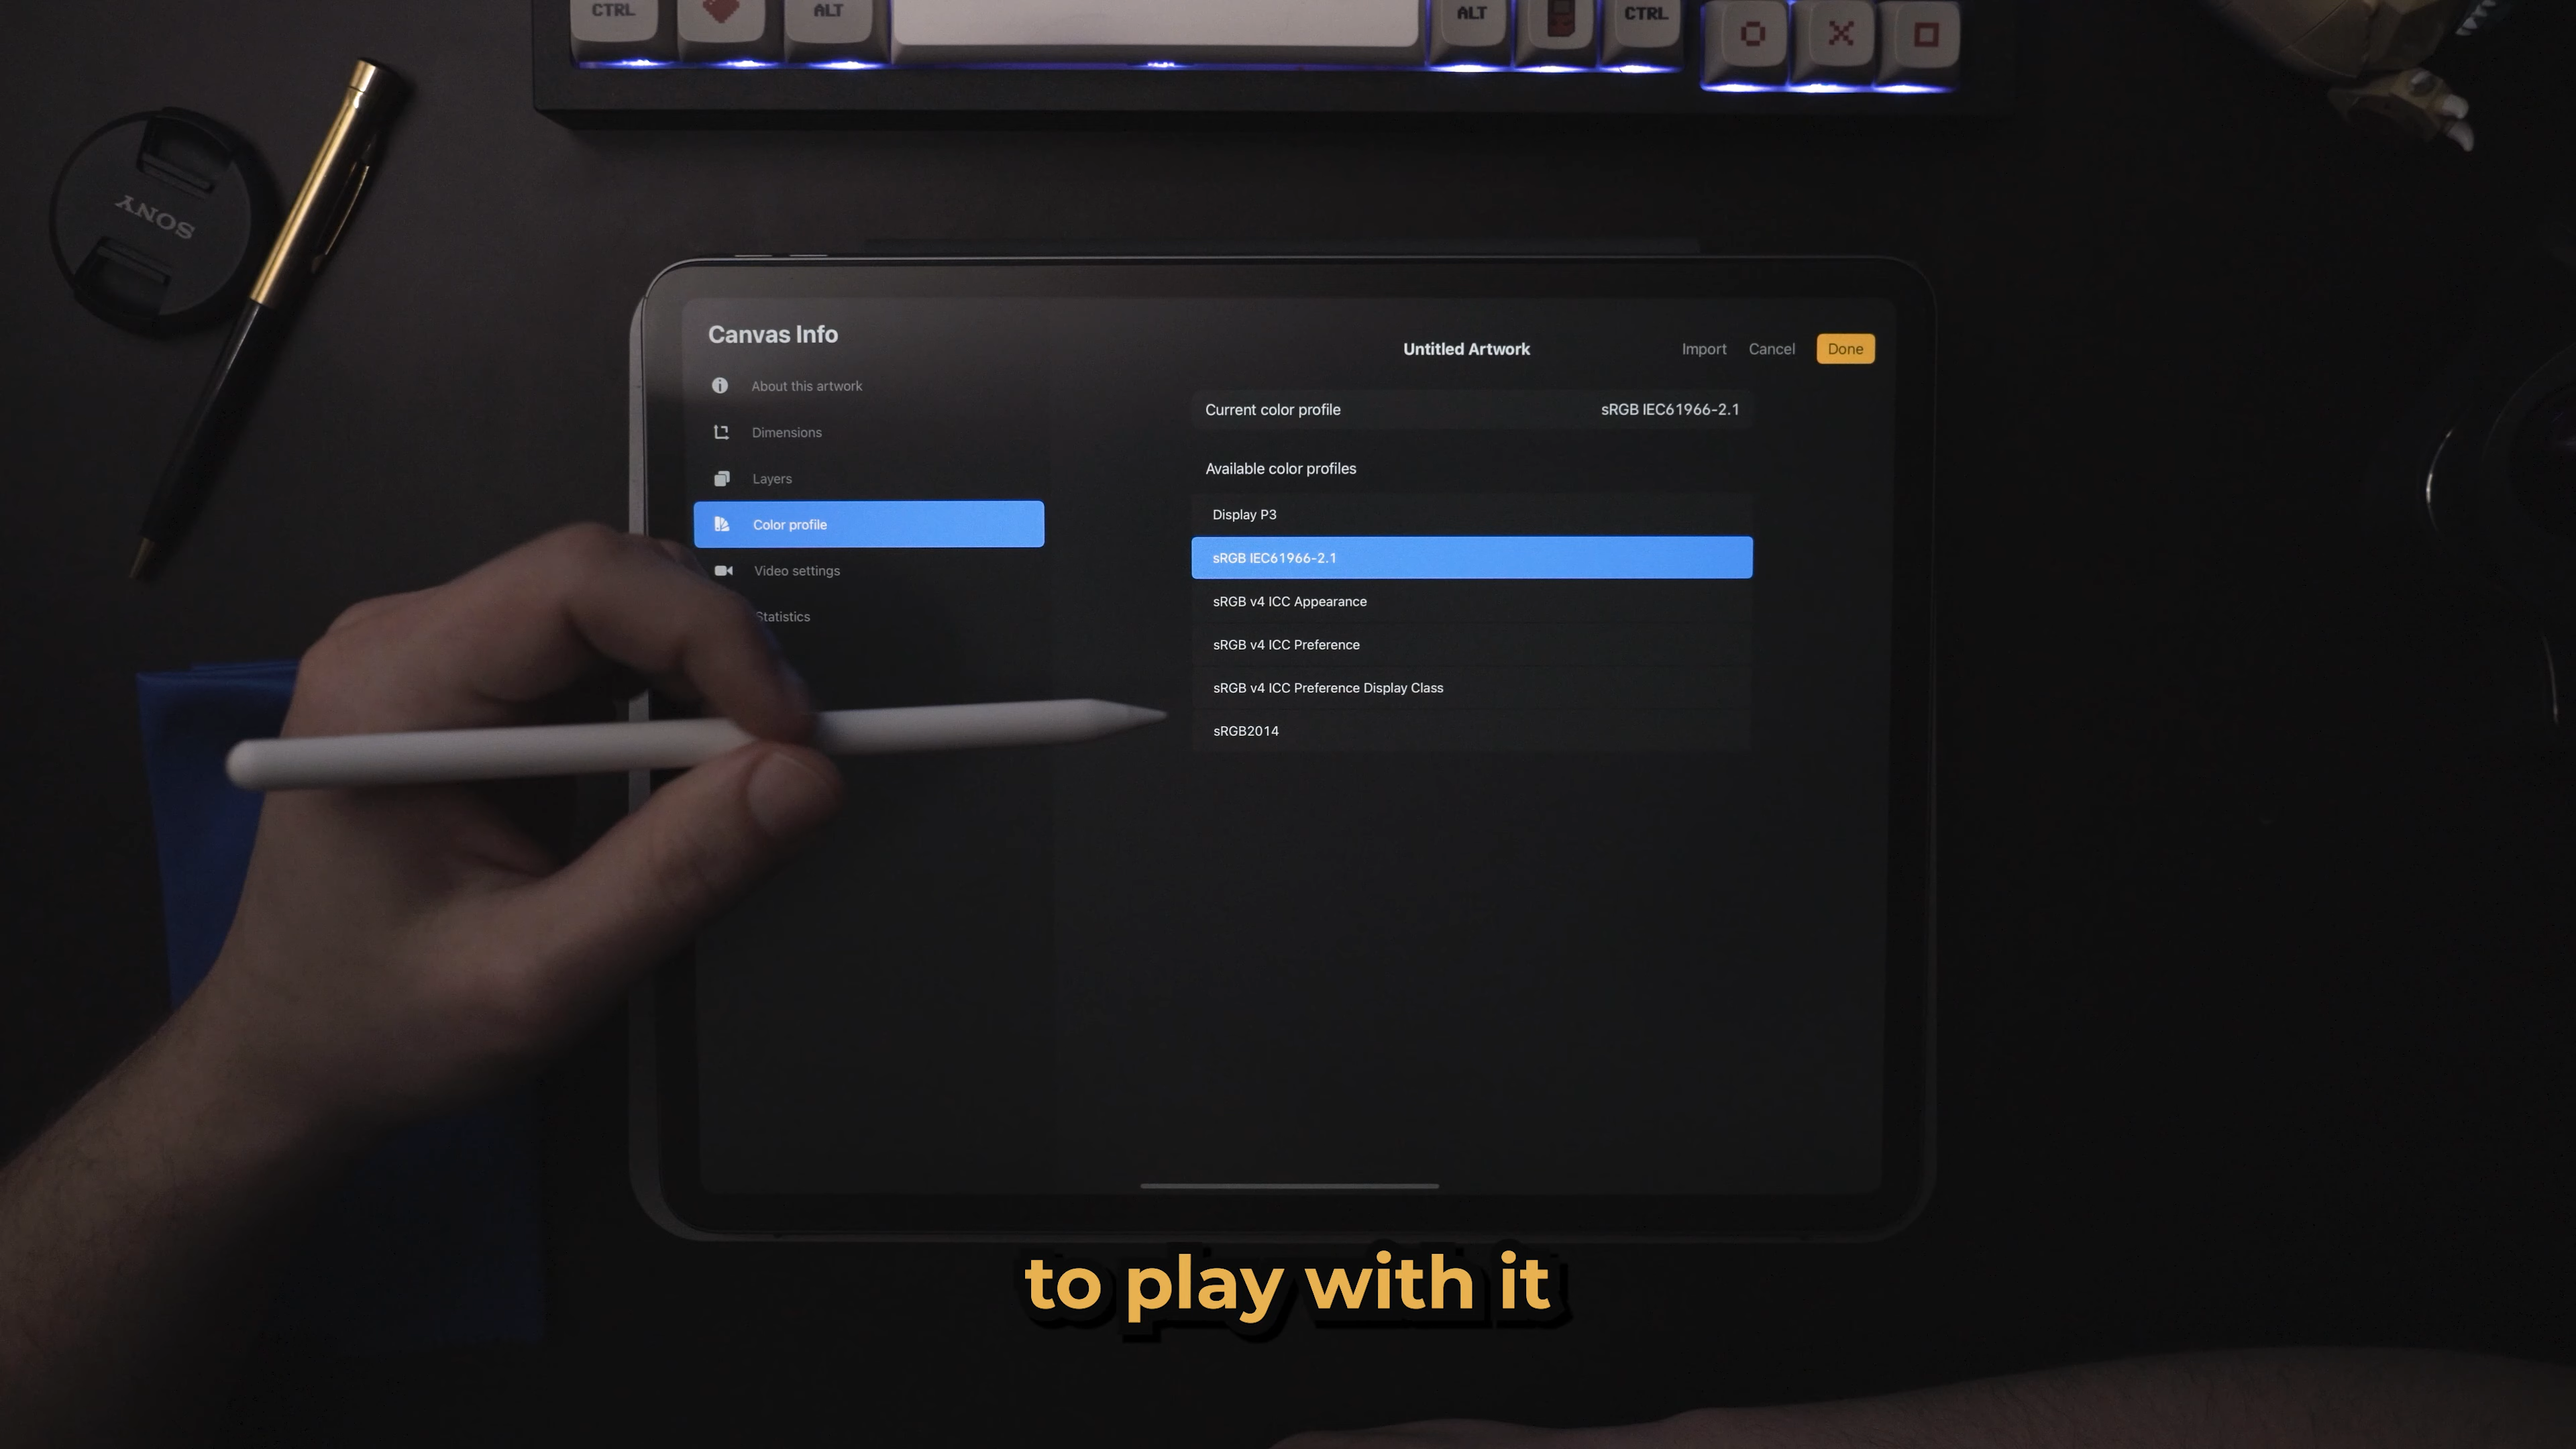 CTRL
ALT
ALT
CTRL
SONY
Canvas Info
Untitled Artwork
Import
Cancel
Done
About this artwork
Dimensions
Layers
Color profile
Video settings
Statistics
Current color profile
sRGB IEC61966-2.1
Available color profiles
Display P3
sRGB IEC61966-2.1
sRGB v4 ICC Appearance
sRGB v4 ICC Preference
sRGB v4 ICC Preference Display Class
sRGB2014
to play with it